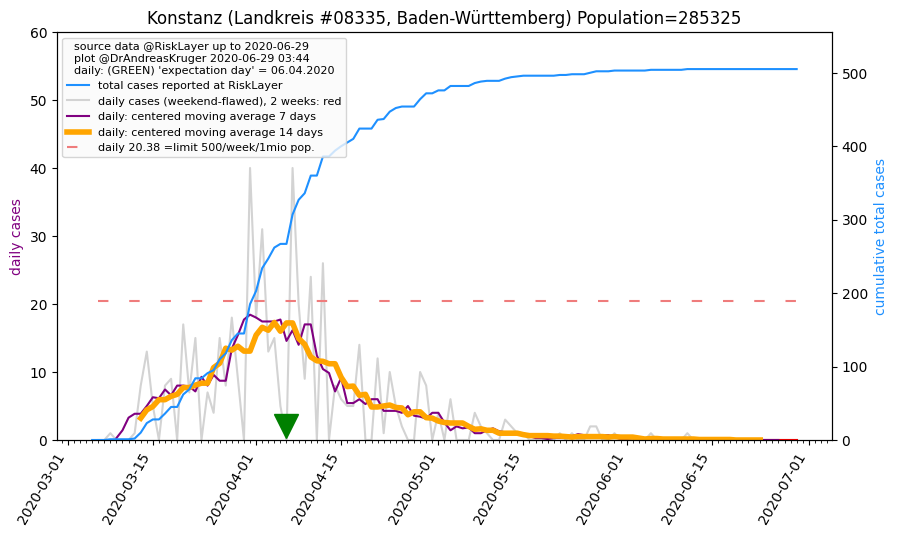 Konstanz (Landkreis #08335, Baden-Württemberg) Population=285325
source data @RiskLayer up to 2020-06-29
plot @DrAndreasKruger 2020-06-29 03:44
daily: (GREEN) 'expectation day' = 06.04.2020
total cases reported at RiskLayer
daily cases (weekend-flawed), 2 weeks: red
daily: centered moving average 7 days
daily: centered moving average 14 days
daily 20.38 =limit 500/week/1mio pop.
daily cases
60
50
40
30
20
10
0
cumulative total cases
500
400
300
200
100
0
2020-03-01
2020-03-15
2020-04-01
2020-04-15
2020-05-01
2020-05-15
2020-06-01
2020-06-15
2020-07-01